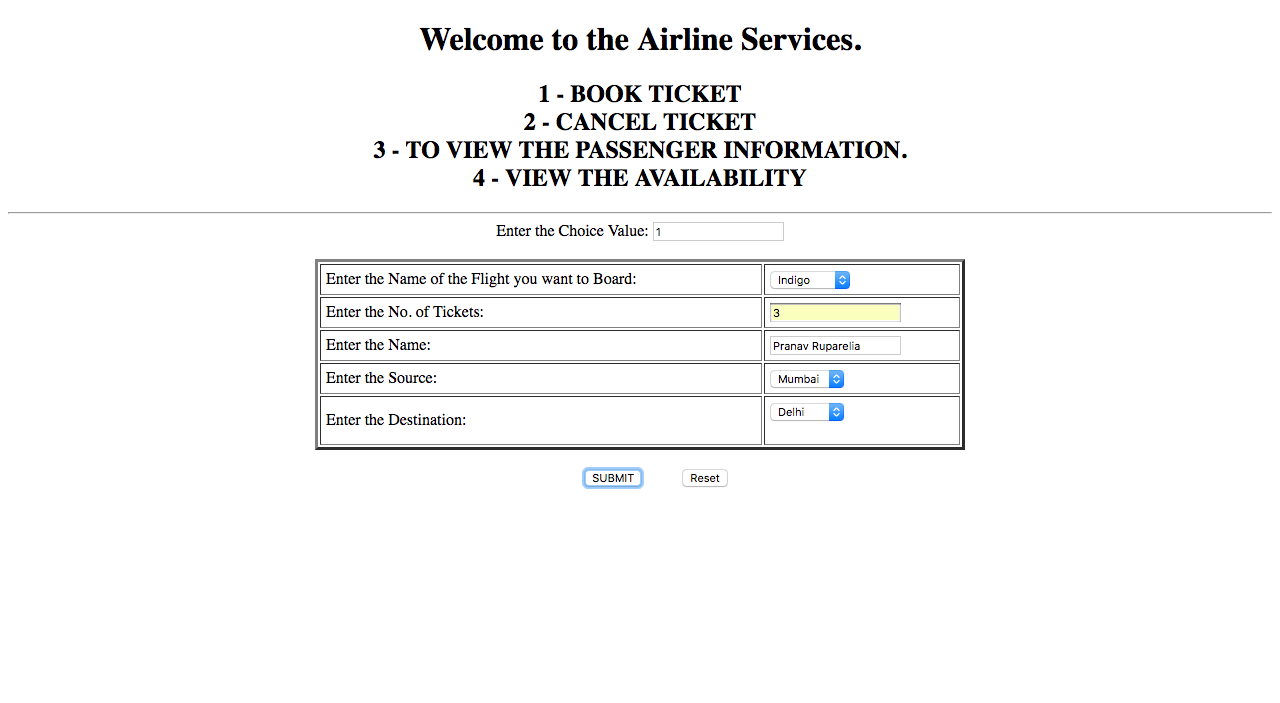 Welcome to the Airline Services.
1 - BOOK TICKET
2 - CANCEL TICKET
3 - TO VIEW THE PASSENGER INFORMATION.
4 - VIEW THE AVAILABILITY
Enter the Choice Value: 1
Enter the Name of the Flight you want to Board: Indigo
Enter the No. of Tickets: 3
Enter the Name: Pranav Ruparelia
Enter the Source: Mumbai
Enter the Destination: Delhi
SUBMIT Reset